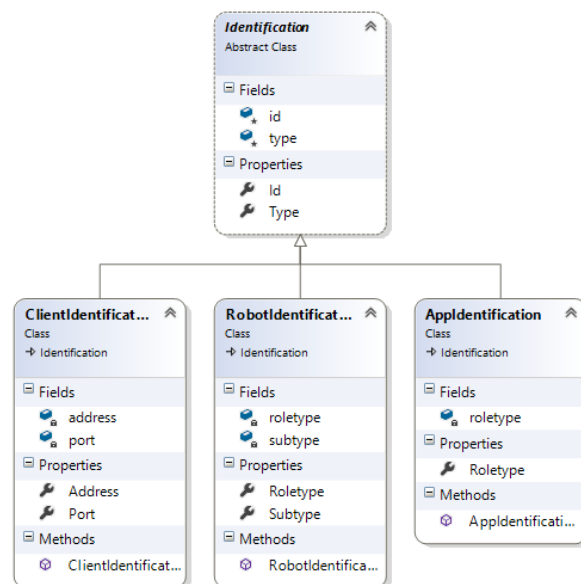 Identification
Abstract Class
Fields
id
type
Properties
Id
Type
ClientIdentificat...
Class
Identification
Fields
address
port
Properties
Address
Port
Methods
ClientIdentificat...
RobotIdentificat...
Class
Identification
Fields
roletype
subtype
Properties
Roletype
Subtype
Methods
RobotIdentifica...
AppIdentification
Class
Identification
Fields
roletype
Properties
Roletype
Methods
AppIdentificati...